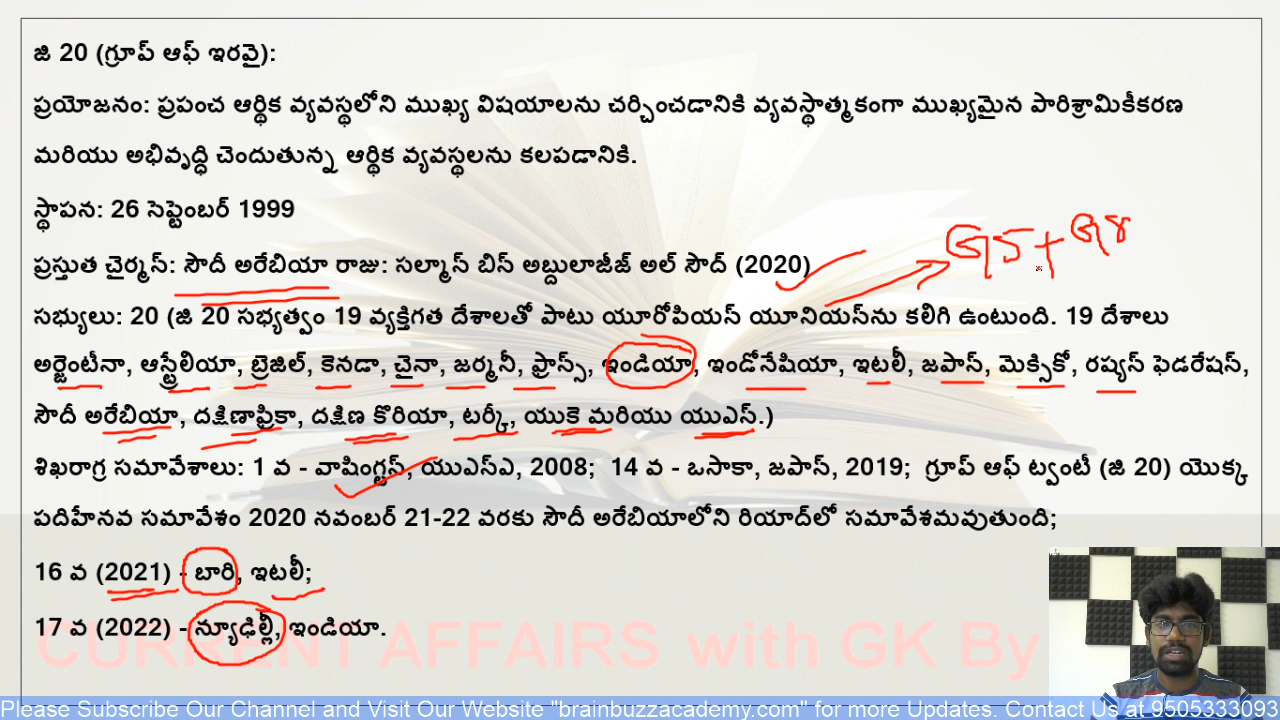 జి 20 (గ్రూప్ ఆఫ్ ఇరవై):
ప్రయోజనం: ప్రపంచ ఆర్థిక వ్యవస్థలోని ముఖ్య విషయాలను చర్చించడానికి వ్యవస్థాత్మకంగా ముఖ్యమైన పారిశ్రామికీకరణ
మరియు అభివృద్ధి చెందుతున్న ఆర్థిక వ్యవస్థలను కలపడానికి.
స్థాపన: 26 సెప్టెంబర్ 1999
G5+G8
ప్రస్తుత చైర్మన్: సౌదీ అరేబియా రాజు: సల్మాన్ బిన్ అబ్దులాజీజ్ అల్ సౌద్ (2020)
సభ్యులు: 20 (జి 20 సభ్యత్వం 19 వ్యక్తిగత దేశాలతో పాటు యూరోపియన్ యూనియన్‌ను కలిగి ఉంటుంది. 19 దేశాలు
అర్జెంటీనా, ఆస్ట్రేలియా, బ్రెజిల్, కెనడా, చైనా, జర్మనీ, ఫ్రాన్స్, ఇండియా, ఇండోనేషియా, ఇటలీ, జపాన్, మెక్సికో, రష్యన్ ఫెడరేషన్,
సౌదీ అరేబియా, దక్షిణాఫ్రికా, దక్షిణ కొరియా, టర్కీ, యుకె మరియు యుఎస్.)
శిఖరాగ్ర సమావేశాలు: 1 వ - వాషింగ్టన్, యుఎస్ఎ, 2008; 14 వ - ఒసాకా, జపాన్, 2019; గ్రూప్ ఆఫ్ ట్వంటీ (జి 20) యొక్క
పదిహేనవ సమావేశం 2020 నవంబర్ 21-22 వరకు సౌదీ అరేబియాలోని రియాద్‌లో సమావేశమవుతుంది;
16 వ (2021) - బారి, ఇటలీ;
17 వ (2022) - న్యూఢిల్లీ, ఇండియా.
CURRENT AFFAIRS with GK By
Please Subscribe Our Channel and Visit Our Website "brainbuzzacademy.com" for more Updates. Contact Us at 9505333093